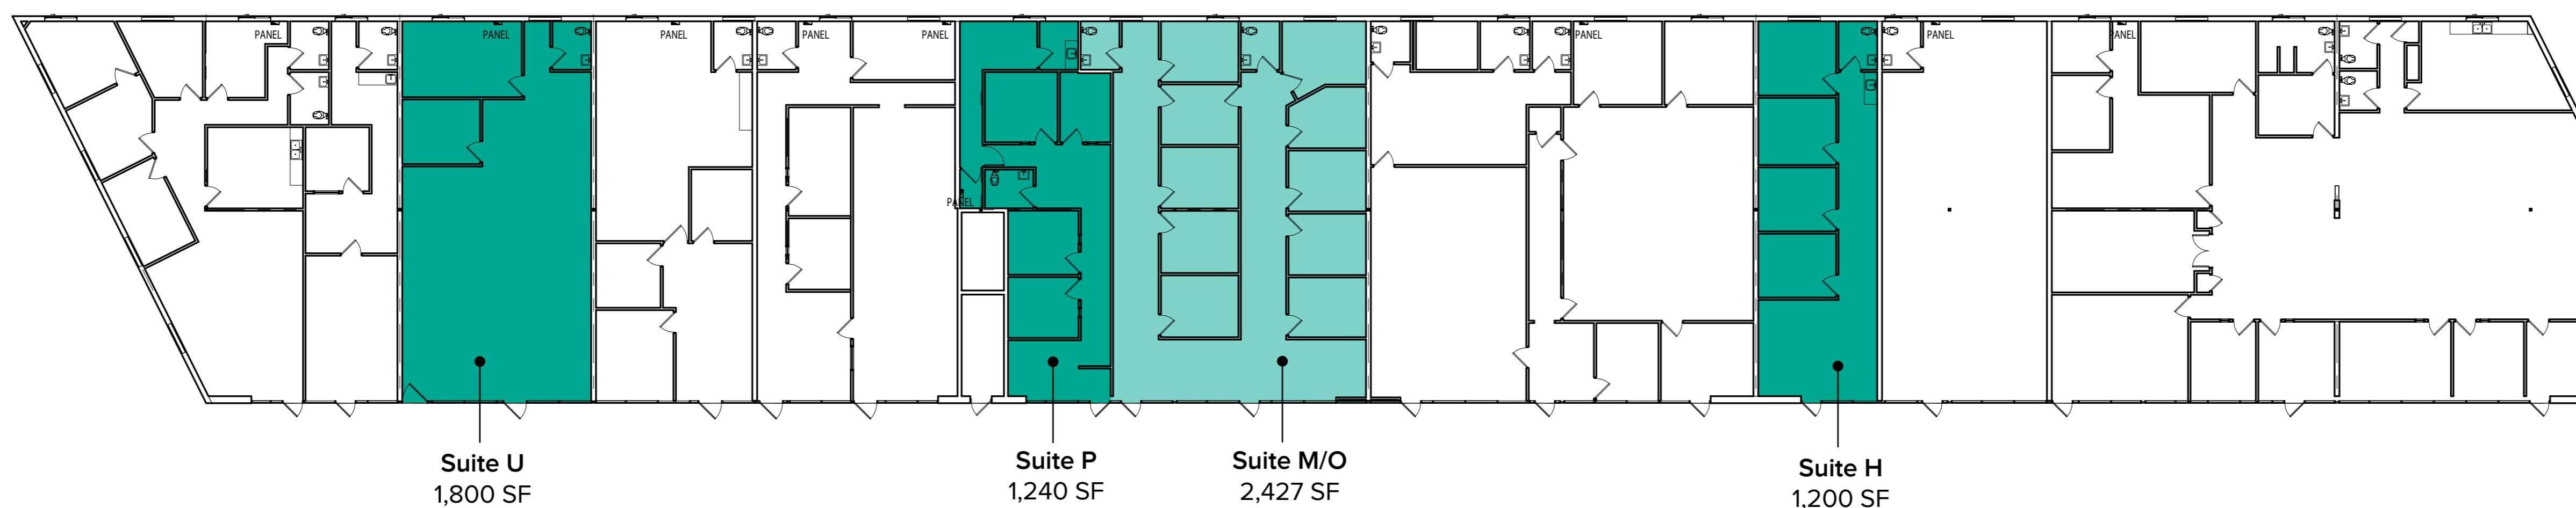 PANEL
PANEL
PANEL
PANEL
PANEL
PANEL
PANEL
PANEL
PANEL
Suite U
1,800 SF
Suite P
1,240 SF
Suite M/O
2,427 SF
Suite H
1,200 SF